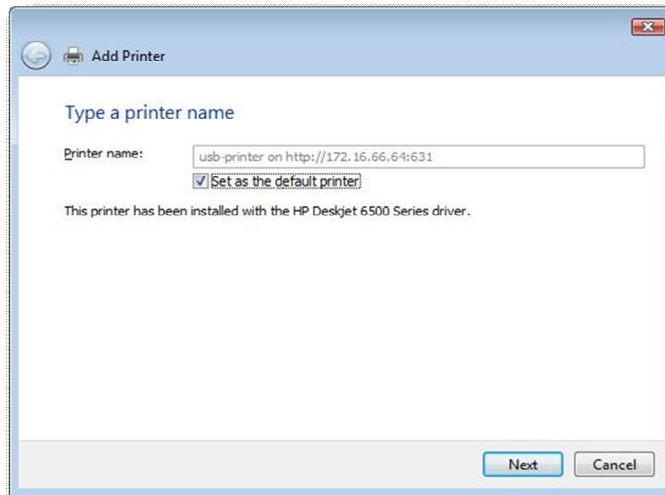 Add Printer
Type a printer name
Printer name: usb-printer on http://172.16.66.64:631
Set as the default printer
This printer has been installed with the HP Deskjet 6500 Series driver.
Next Cancel